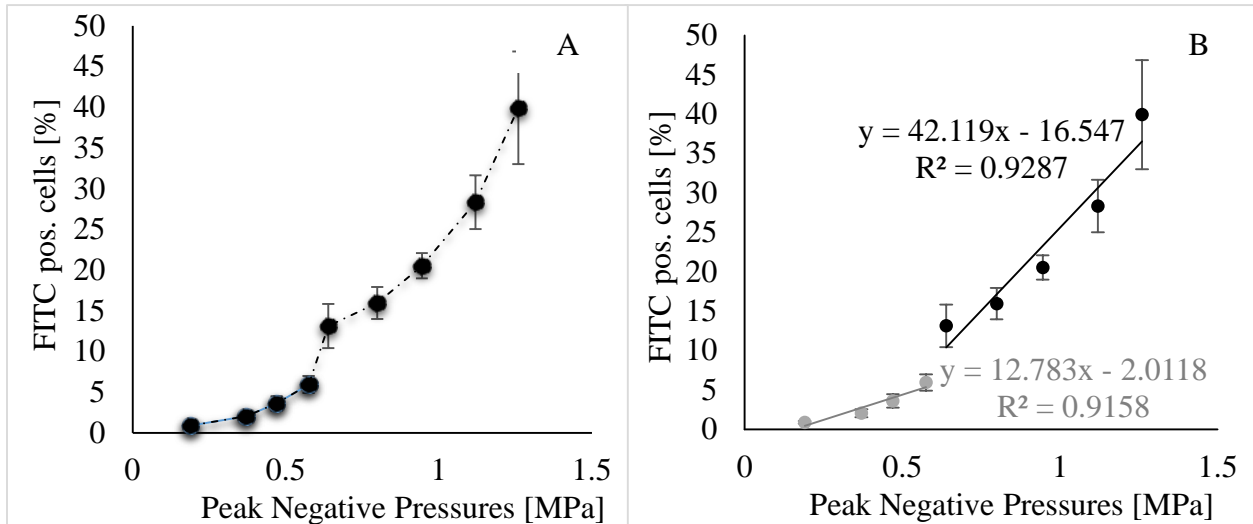 A
FITC pos. cells [%]
50
45
40
35
30
25
20
15
10
5
0
0 0.5 1 1.5
Peak Negative Pressures [MPa]
B
FITC pos. cells [%]
50
45
40
35
30
25
20
15
10
5
0
y = 42.119x - 16.547
R² = 0.9287
y = 12.783x - 2.0118
R² = 0.9158
0 0.5 1 1.5
Peak Negative Pressures [MPa]